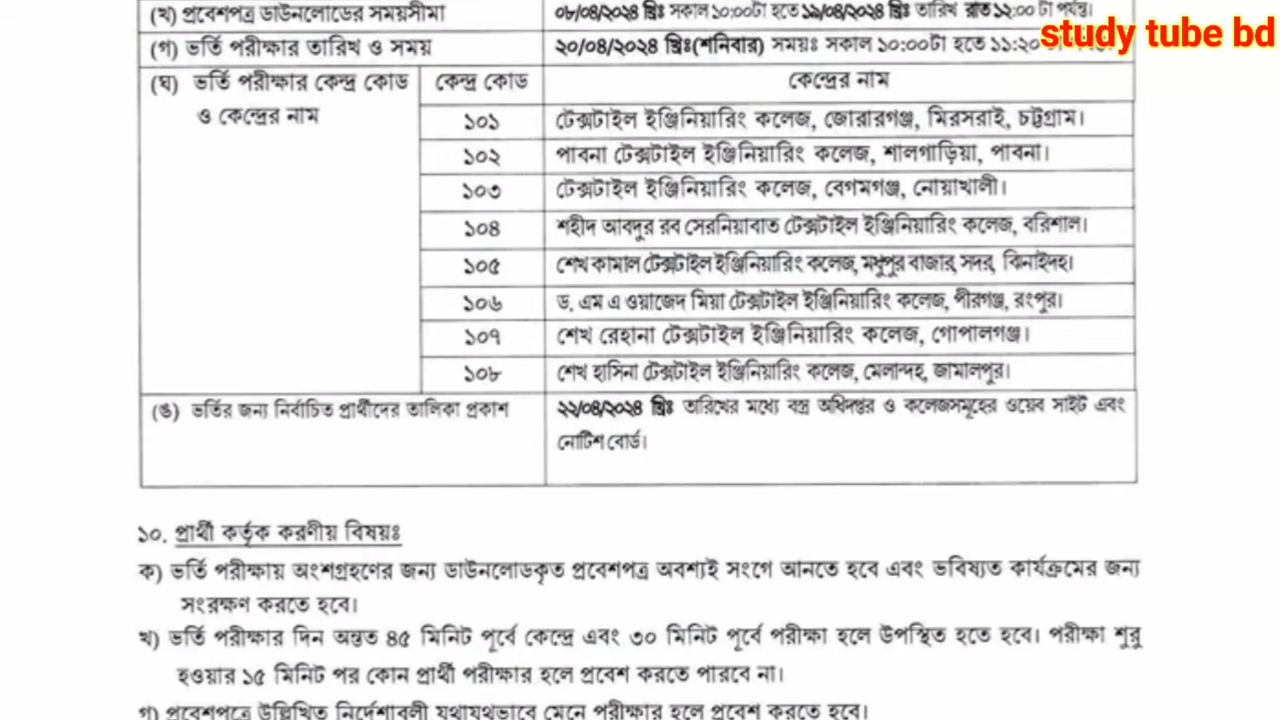 (খ) প্রবেশপত্র ডাউনলোডের সময়সীমা ০৮/০৪/২০২৪ খ্রিঃ সকাল ১০:০০টা হতে ১৯/০৪/২০২৪ খ্রিঃ তারিখ রাত ১২:০০ টা পর্যন্ত।
study tube bd
(গ) ভর্তি পরীক্ষার তারিখ ও সময় ২০/০৪/২০২৪ খ্রিঃ(শনিবার) সময়ঃ সকাল ১০:০০টা হতে ১১:২০
(ঘ) ভর্তি পরীক্ষার কেন্দ্র কোড কেন্দ্র কোড কেন্দ্রের নাম
ও কেন্দ্রের নাম
১০১ টেক্সটাইল ইঞ্জিনিয়ারিং কলেজ, জোরারগঞ্জ, মিরসরাই, চট্টগ্রাম।
১০২ পাবনা টেক্সটাইল ইঞ্জিনিয়ারিং কলেজ, শালগাড়িয়া, পাবনা।
১০৩ টেক্সটাইল ইঞ্জিনিয়ারিং কলেজ, বেগমগঞ্জ, নোয়াখালী।
১০৪ শহীদ আবদুর রব সেরনিয়াবাত টেক্সটাইল ইঞ্জিনিয়ারিং কলেজ, বরিশাল।
১০৫ শেখ কামাল টেক্সটাইল ইঞ্জিনিয়ারিং কলেজ, মধুপুর বাজার, সদর, ঝিনাইদহ।
১০৬ ড. এম এ ওয়াজেদ মিয়া টেক্সটাইল ইঞ্জিনিয়ারিং কলেজ, পীরগঞ্জ, রংপুর।
১০৭ শেখ রেহানা টেক্সটাইল ইঞ্জিনিয়ারিং কলেজ, গোপালগঞ্জ।
১০৮ শেখ হাসিনা টেক্সটাইল ইঞ্জিনিয়ারিং কলেজ, মেলান্দহ, জামালপুর।
(ঙ) ভর্তির জন্য নির্বাচিত প্রার্থীদের তালিকা প্রকাশ ২২/০৪/২০২৪ খ্রিঃ তারিখের মধ্যে বস্ত্র অধিদপ্তর ও কলেজসমূহের ওয়েব সাইট এবং
নোটিশ বোর্ড।
১০. প্রার্থী কর্তৃক করণীয় বিষয়ঃ
ক) ভর্তি পরীক্ষায় অংশগ্রহণের জন্য ডাউনলোডকৃত প্রবেশপত্র অবশ্যই সংগে আনতে হবে এবং ভবিষ্যত কার্যক্রমের জন্য
সংরক্ষণ করতে হবে।
খ) ভর্তি পরীক্ষার দিন অন্তত ৪৫ মিনিট পূর্বে কেন্দ্রে এবং ৩০ মিনিট পূর্বে পরীক্ষা হলে উপস্থিত হতে হবে। পরীক্ষা শুরু
হওয়ার ১৫ মিনিট পর কোন প্রার্থী পরীক্ষার হলে প্রবেশ করতে পারবে না।
গ) প্রবেশপত্রে উল্লিখিত নির্দেশাবলী যথাযথভাবে মেনে পরীক্ষার হলে প্রবেশ করতে হবে।